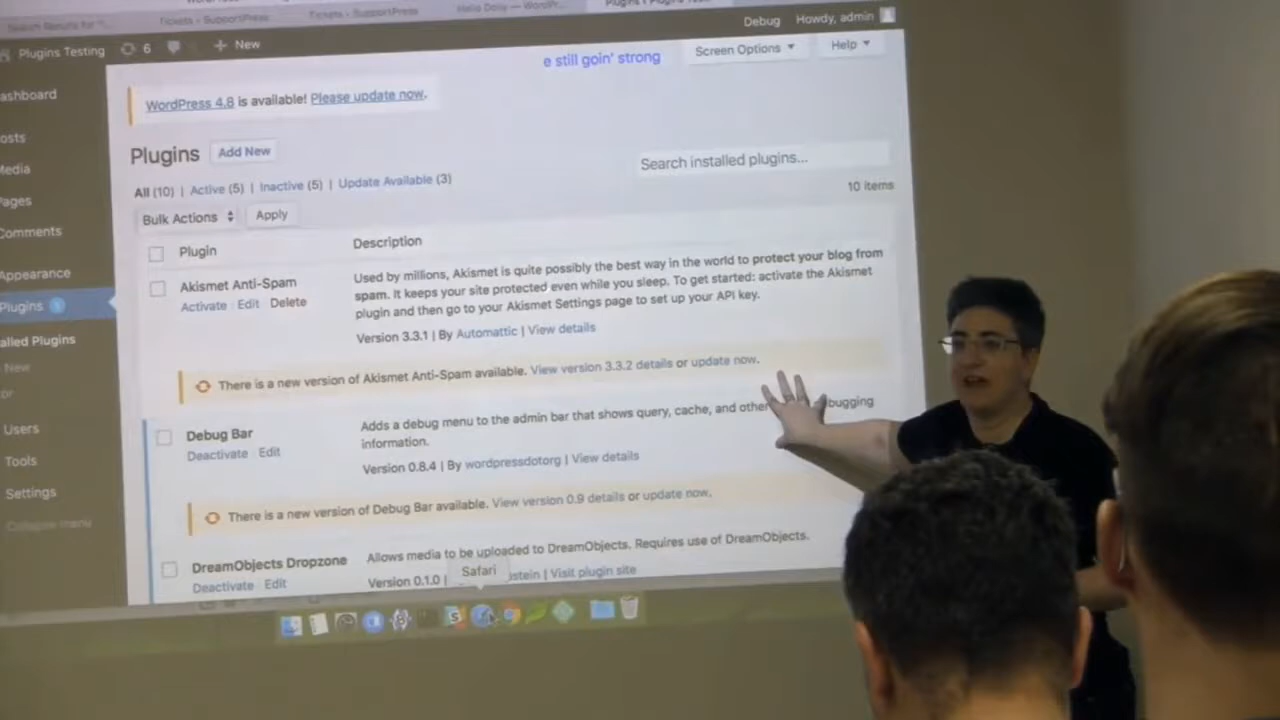 Tickets - SupportPress
Tickets - SupportPress
Hello Dolly — WordPr...
Plugins Testing
6
+ New
Debug
Howdy, admin
e still goin' strong
Screen Options
Help
WordPress 4.8 is available! Please update now.
Plugins
Add New
Search installed plugins...
All (10) | Active (5) | Inactive (5) | Update Available (3)
10 items
Bulk Actions
Apply
ashboard
osts
edia
ages
omments
Appearance
Plugins
alled Plugins
New
Users
Tools
Settings
Collapse menu
Plugin
Description
Akismet Anti-Spam
Activate | Edit | Delete
Used by millions, Akismet is quite possibly the best way in the world to protect your blog from
spam. It keeps your site protected even while you sleep. To get started: activate the Akismet
plugin and then go to your Akismet Settings page to set up your API key.
Version 3.3.1 | By Automattic | View details
There is a new version of Akismet Anti-Spam available. View version 3.3.2 details or update now.
Debug Bar
Deactivate | Edit
Adds a debug menu to the admin bar that shows query, cache, and other bugging
information.
Version 0.8.4 | By wordpressdotorg | View details
There is a new version of Debug Bar available. View version 0.9 details or update now.
DreamObjects Dropzone
Deactivate | Edit
Allows media to be uploaded to DreamObjects. Requires use of DreamObjects.
Version 0.1.0 | stein | Visit plugin site
Safari